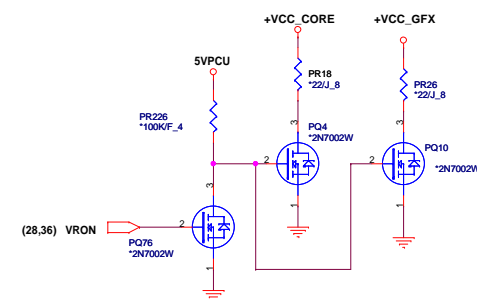 +VCC_CORE
+VCC_GFX
5VPCU
PR18
*22/J_8
PR26
*22/J_8
PR226
*100K/F_4
3
PQ4
*2N7002W
2
1
3
PQ10
*2N7002W
2
1
3
(28,36) VRON
2
PQ76
*2N7002W
1